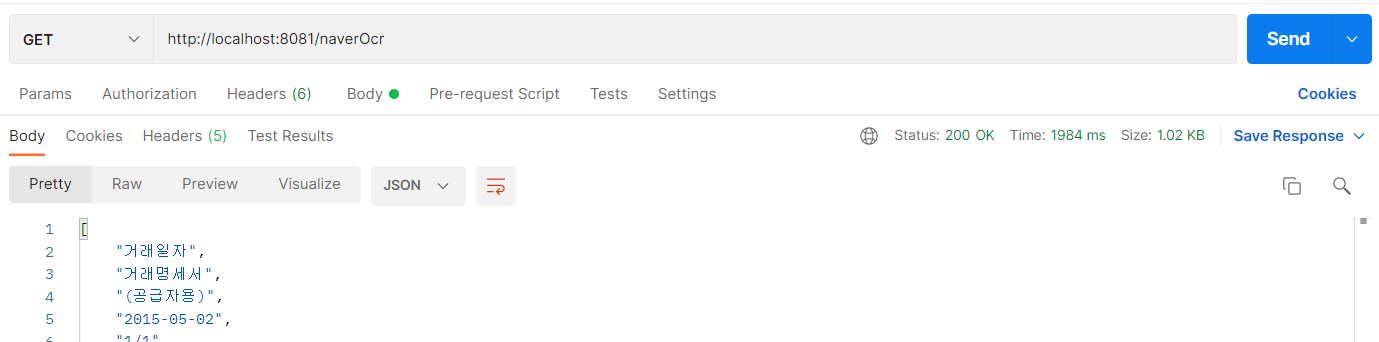 GET http://localhost:8081/naverOcr Send
Params Authorization Headers (6) Body Pre-request Script Tests Settings Cookies
Body Cookies Headers (5) Test Results Status: 200 OK Time: 1984 ms Size: 1.02 KB Save Response
Pretty Raw Preview Visualize JSON
1 [
2 "거래일자",
3 "거래명세서",
4 "(공급자용)",
5 "2015-05-02",
6 "1/1"